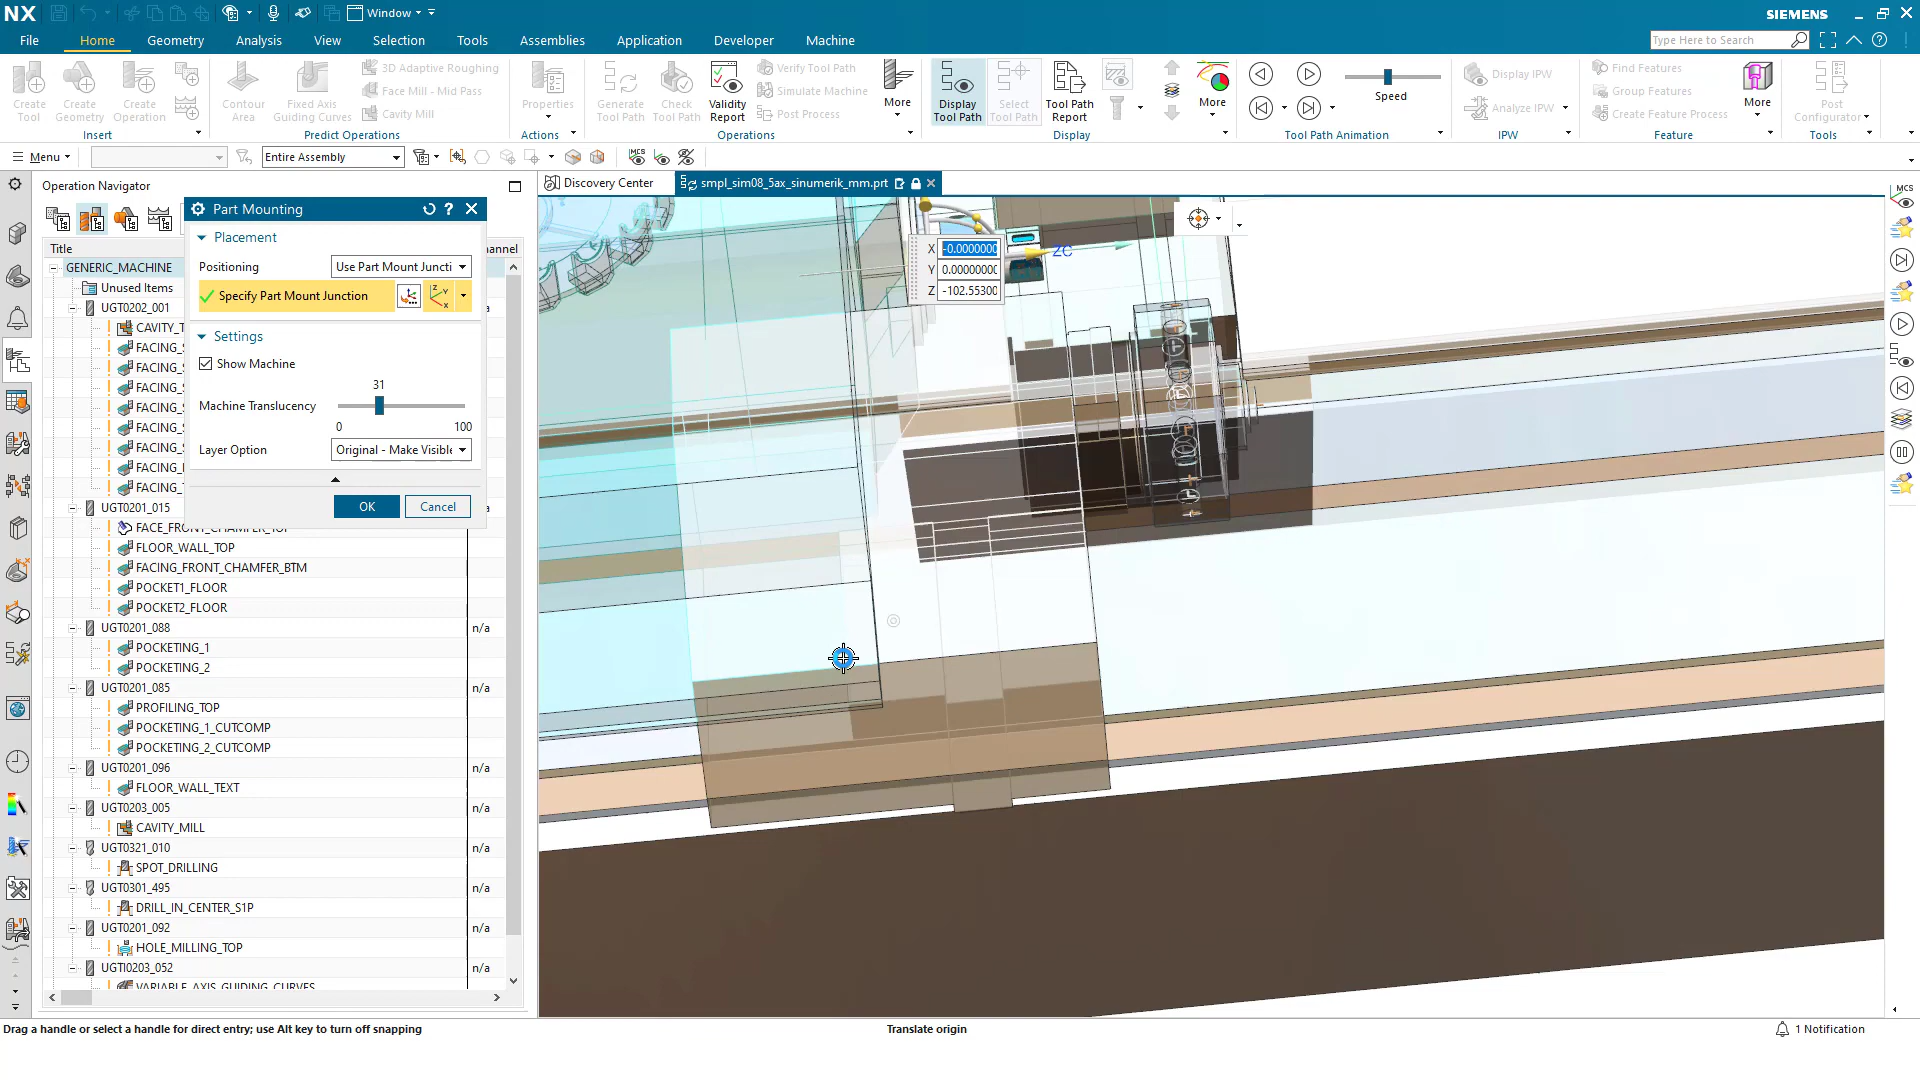 NX
Window
SIEMENS
File
Home
Geometry
Analysis
View
Selection
Tools
Assemblies
Application
Developer
Machine
Type Here to Search
Create Tool
Create Geometry
Create Operation
Insert
Contour Area
Fixed Axis Guiding Curves
3D Adaptive Roughing
Face Mill - Mid Pass
Cavity Mill
Predict Operations
Properties
Actions
Generate Tool Path
Check Tool Path
Validity Report
Verify Tool Path
Simulate Machine
Post Process
More
Operations
Display Tool Path
Select Tool Path
Tool Path Report
More
Display
Speed
Tool Path Animation
Display IPW
Analyze IPW
IPW
Find Features
Group Features
Create Feature Process
More
Feature
Post Configurator
Tools
Menu
Entire Assembly
MCS
Operation Navigator
Discovery Center
smpl_sim08_5ax_sinumerik_mm.prt
MCS
Part Mounting
Placement
Positioning
Use Part Mount Juncti
Specify Part Mount Junction
Settings
Show Machine
31
Machine Translucency
0
100
Layer Option
Original - Make Visible
OK
Cancel
Title
hannel
GENERIC_MACHINE
Unused Items
UGT0202_001
CAVITY_
FACING_
FACING_
FACING_
FACING_
FACING_
FACING_
FACING_
FACING_
UGT0201_015
FACE_FRONT_CHAMFER_TOP
FLOOR_WALL_TOP
FACING_FRONT_CHAMFER_BTM
POCKET1_FLOOR
POCKET2_FLOOR
UGT0201_088 n/a
POCKETING_1
POCKETING_2
UGT0201_085 n/a
PROFILING_TOP
POCKETING_1_CUTCOMP
POCKETING_2_CUTCOMP
UGT0201_096 n/a
FLOOR_WALL_TEXT
UGT0203_005 n/a
CAVITY_MILL
UGT0321_010 n/a
SPOT_DRILLING
UGT0301_495 n/a
DRILL_IN_CENTER_S1P
UGT0201_092 n/a
HOLE_MILLING_TOP
UGTI0203_052 n/a
VARIABLE_AXIS_GUIDING_CURVES
X -0.0000000
Y 0.00000000
Z -102.55300
ZC
Drag a handle or select a handle for direct entry; use Alt key to turn off snapping
Translate origin
1 Notification